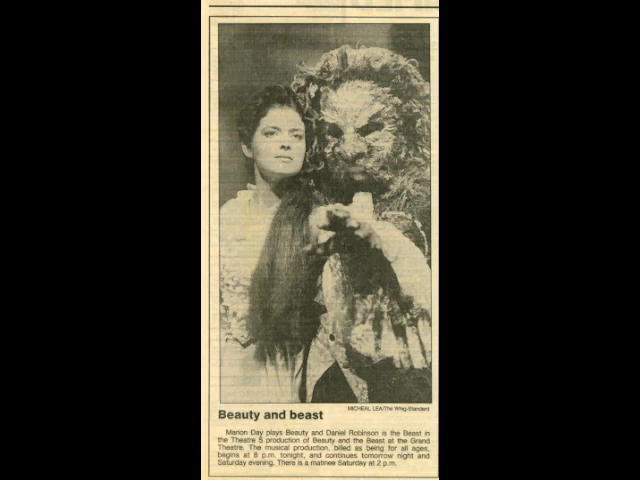 MICHEAL LEA/The Whig-Standard
Beauty and beast
Marion Day plays Beauty and Daniel Robinson is the Beast in
the Theatre 5 production of Beauty and the Beast at the Grand
Theatre. The musical production, billed as being for all ages,
begins at 8 p.m. tonight, and continues tomorrow night and
Saturday evening. There is a matinee Saturday at 2 p.m.